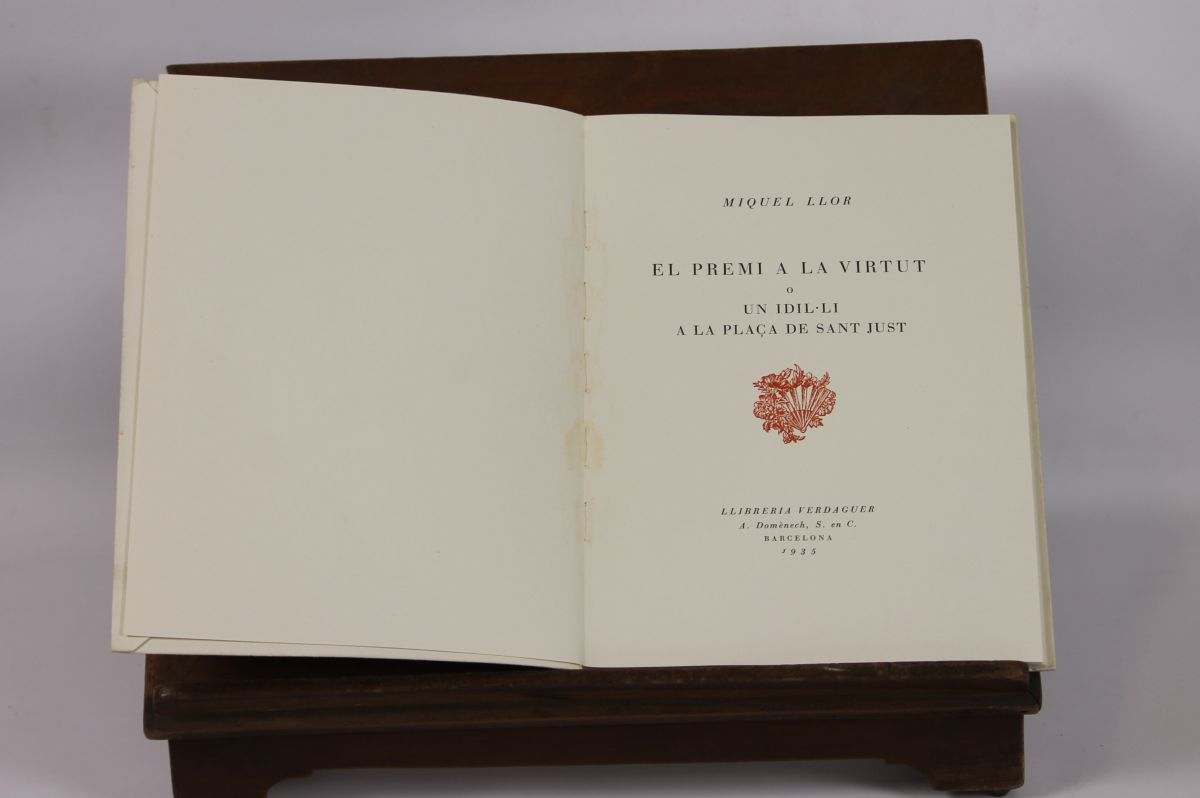 MIQUEL LLOR
EL PREMI A LA VIRTUT
O
UN IDIL·LI
A LA PLAÇA DE SANT JUST
LLIBRERIA VERDAGUER
A. Domènech, S. en C.
BARCELONA
1935